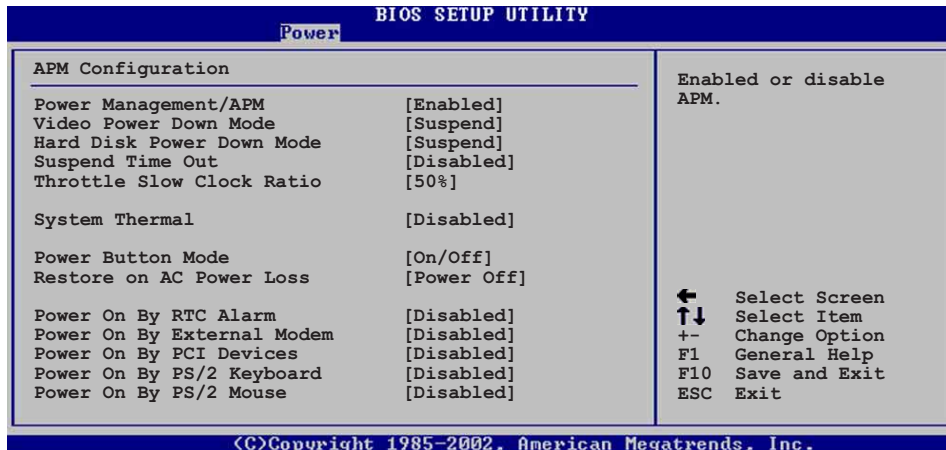 BIOS SETUP UTILITY
Power
APM Configuration
Power Management/APM [Enabled]
Video Power Down Mode [Suspend]
Hard Disk Power Down Mode [Suspend]
Suspend Time Out [Disabled]
Throttle Slow Clock Ratio [50%]
System Thermal [Disabled]
Power Button Mode [On/Off]
Restore on AC Power Loss [Power Off]
Power On By RTC Alarm [Disabled]
Power On By External Modem [Disabled]
Power On By PCI Devices [Disabled]
Power On By PS/2 Keyboard [Disabled]
Power On By PS/2 Mouse [Disabled]
Enabled or disable
APM.
← Select Screen
↑↓ Select Item
+- Change Option
F1 General Help
F10 Save and Exit
ESC Exit
(C)Copyright 1985-2002, American Megatrends, Inc.